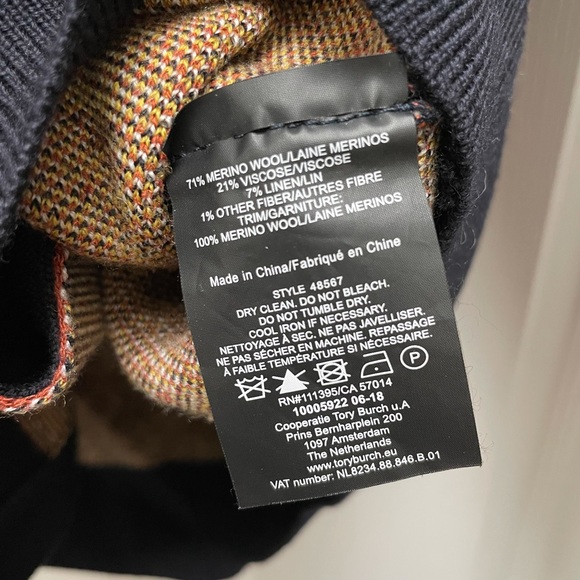 71% MERINO WOOL/LAINE MERINOS
21% VISCOSE/VISCOSE
7% LINEN/LIN
1% OTHER FIBER/AUTRES FIBRE
TRIM/GARNITURE:
100% MERINO WOOL/LAINE MERINOS
Made in China/Fabriqué en Chine
STYLE 48567
DRY CLEAN. DO NOT BLEACH.
DO NOT TUMBLE DRY.
COOL IRON IF NECESSARY.
NETTOYAGE À SEC. NE PAS JAVELLISER.
NE PAS SÉCHER EN MACHINE. REPASSAGE
À FAIBLE TEMPÉRATURE SI NÉCESSAIRE.
P
RN#111395/CA 57014
10005922 06-18
Cooperatie Tory Burch u.A
Prins Bernharplein 200
1097 Amsterdam
The Netherlands
www.toryburch.eu
VAT number: NL8234.88.846.B.01